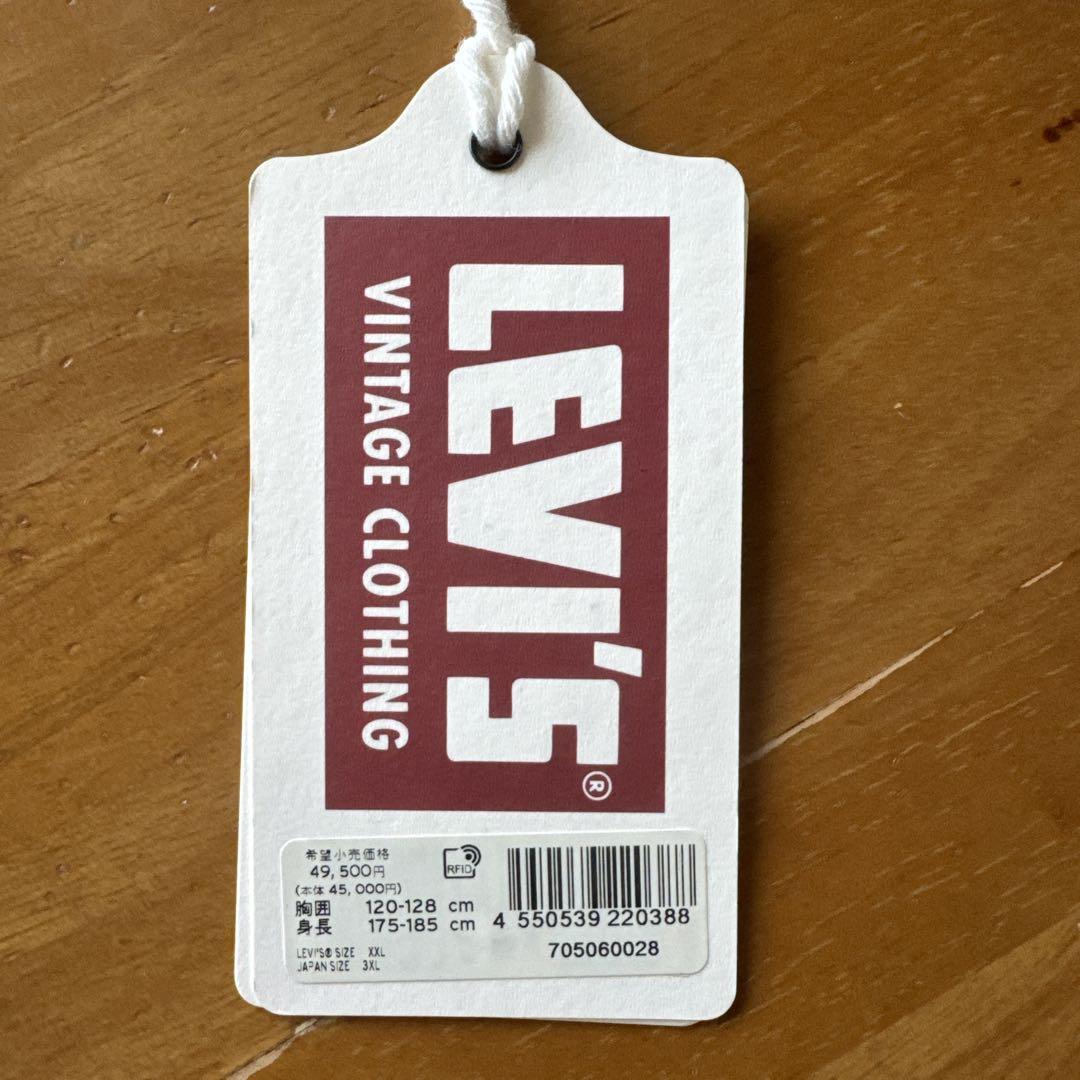 LEVI'S®
VINTAGE CLOTHING
希望小売価格
49,500円
(本体 45,000円)
胸囲 120-128 cm
身長 175-185 cm
LEVI'S® SIZE XXL
JAPAN SIZE 3XL
RFID
4 550539 220388
705060028